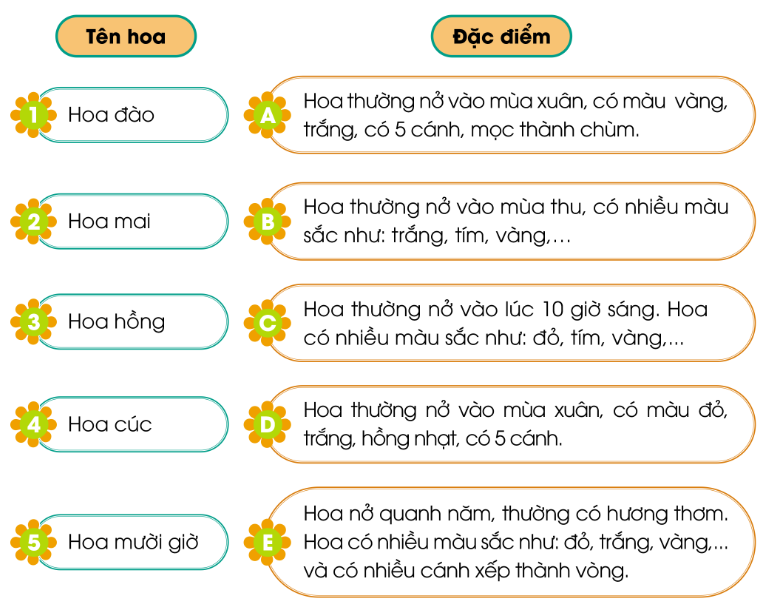 Tên hoa
Đặc điểm
1 Hoa đào
A Hoa thường nở vào mùa xuân, có màu vàng,
trắng, có 5 cánh, mọc thành chùm.
2 Hoa mai
B Hoa thường nở vào mùa thu, có nhiều màu
sắc như: trắng, tím, vàng,...
3 Hoa hồng
C Hoa thường nở vào lúc 10 giờ sáng. Hoa
có nhiều màu sắc như: đỏ, tím, vàng,...
4 Hoa cúc
D Hoa thường nở vào mùa xuân, có màu đỏ,
trắng, hồng nhạt, có 5 cánh.
5 Hoa mười giờ
E Hoa nở quanh năm, thường có hương thơm.
Hoa có nhiều màu sắc như: đỏ, trắng, vàng,...
và có nhiều cánh xếp thành vòng.